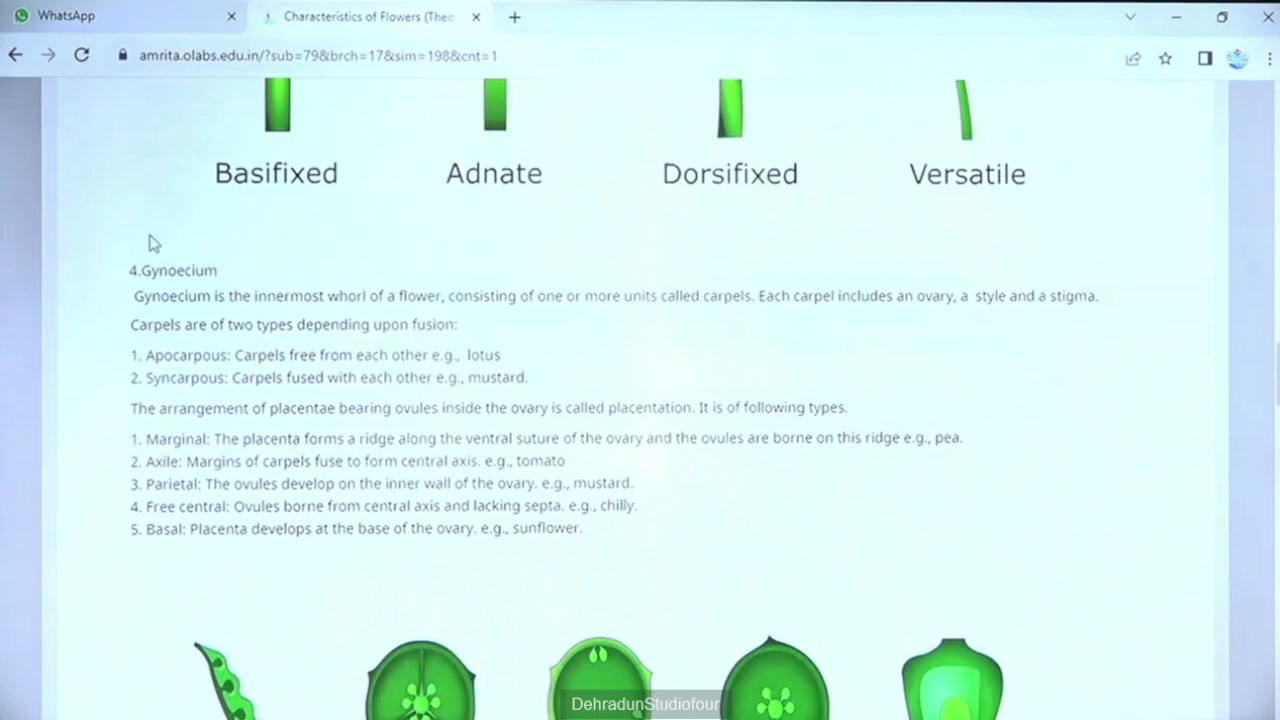 WhatsApp
Characteristics of Flowers (Theo
amrita.olabs.edu.in/?sub=79&brch=17&sim=198&cnt=1
Basifixed Adnate Dorsifixed Versatile
4.Gynoecium
Gynoecium is the innermost whorl of a flower, consisting of one or more units called carpels. Each carpel includes an ovary, a style and a stigma.
Carpels are of two types depending upon fusion:
1. Apocarpous: Carpels free from each other e.g., lotus
2. Syncarpous: Carpels fused with each other e.g., mustard.
The arrangement of placentae bearing ovules inside the ovary is called placentation. It is of following types.
1. Marginal: The placenta forms a ridge along the ventral suture of the ovary and the ovules are borne on this ridge e.g., pea.
2. Axile: Margins of carpels fuse to form central axis. e.g., tomato
3. Parietal: The ovules develop on the inner wall of the ovary. e.g., mustard.
4. Free central: Ovules borne from central axis and lacking septa. e.g., chilly.
5. Basal: Placenta develops at the base of the ovary. e.g., sunflower.
DehradunStudiofour